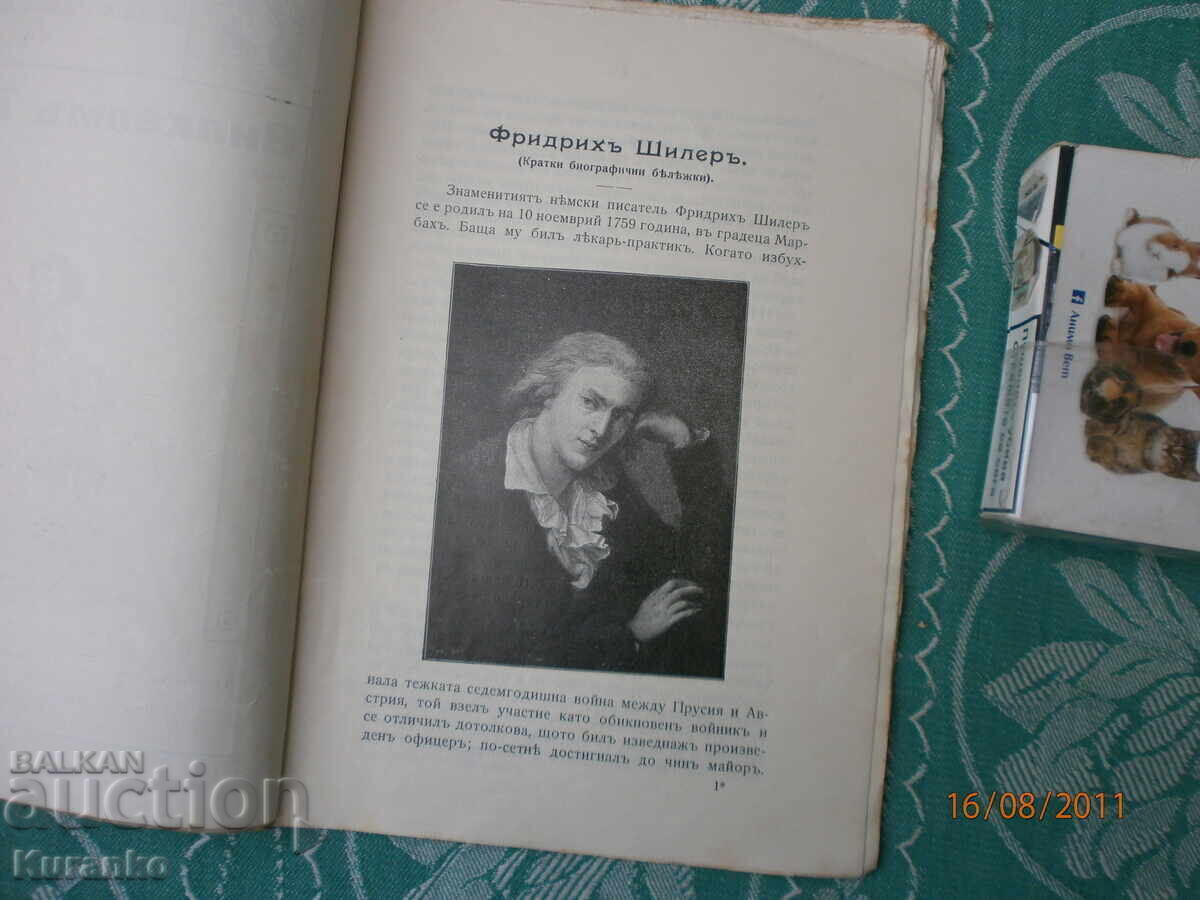 Фридрихъ Шилеръ.
(Кратки биографични бѣлѣжки).
Знаменитиятъ нѣмски писатель Фридрихъ Шилеръ
се е родилъ на 10 ноемврий 1759 година, въ градеца Мар-
бахъ. Баща му билъ лѣкарь-практикъ. Когато избух-
нала тежката седемгодишна война между Прусия и Ав-
стрия, той взелъ участие като обикновенъ войникъ и
се отличилъ дотолкова, щото билъ изведнажъ произве-
денъ офицеръ; по-сетнѣ достигналъ до чинъ майоръ.
1*
Анимо Вет
16/08/2011
BALKAN
auction
Kuranko